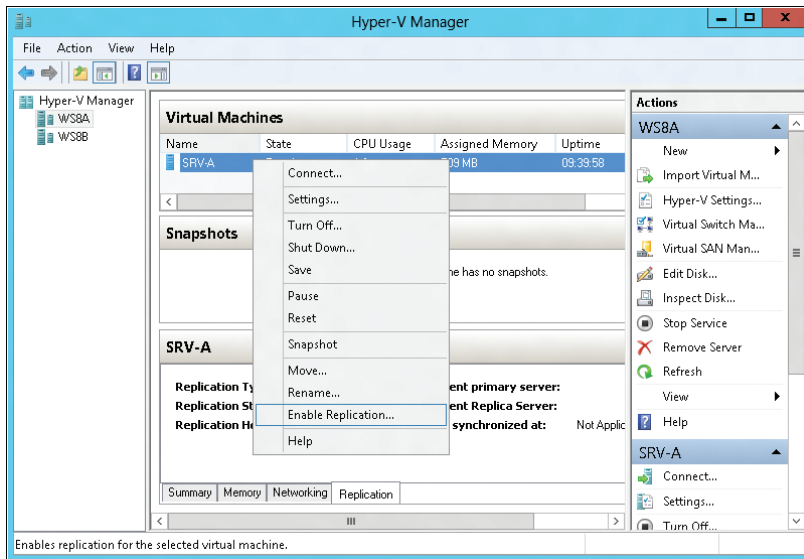 Hyper-V Manager
File Action View Help
Hyper-V Manager
WS8A
WS8B
Virtual Machines
Name State CPU Usage Assigned Memory Uptime
SRV-A 09:39:58
Connect...
Settings...
Turn Off...
Shut Down...
Save
Pause
Reset
Snapshot
Move...
Rename...
Enable Replication...
Help
Snapshots
has no snapshots.
SRV-A
Replication
primary server:
Replication
Replica Server:
Replication
synchronized at: Not
Summary Memory Networking Replication
Enables replication for the selected virtual machine.
Actions
WS8A
New
Import Virtual M...
Hyper-V Settings...
Virtual Switch Ma...
Virtual SAN Man...
Edit Disk...
Inspect Disk...
Stop Service
Remove Server
Refresh
View
Help
SRV-A
Connect...
Settings...
Turn Off...